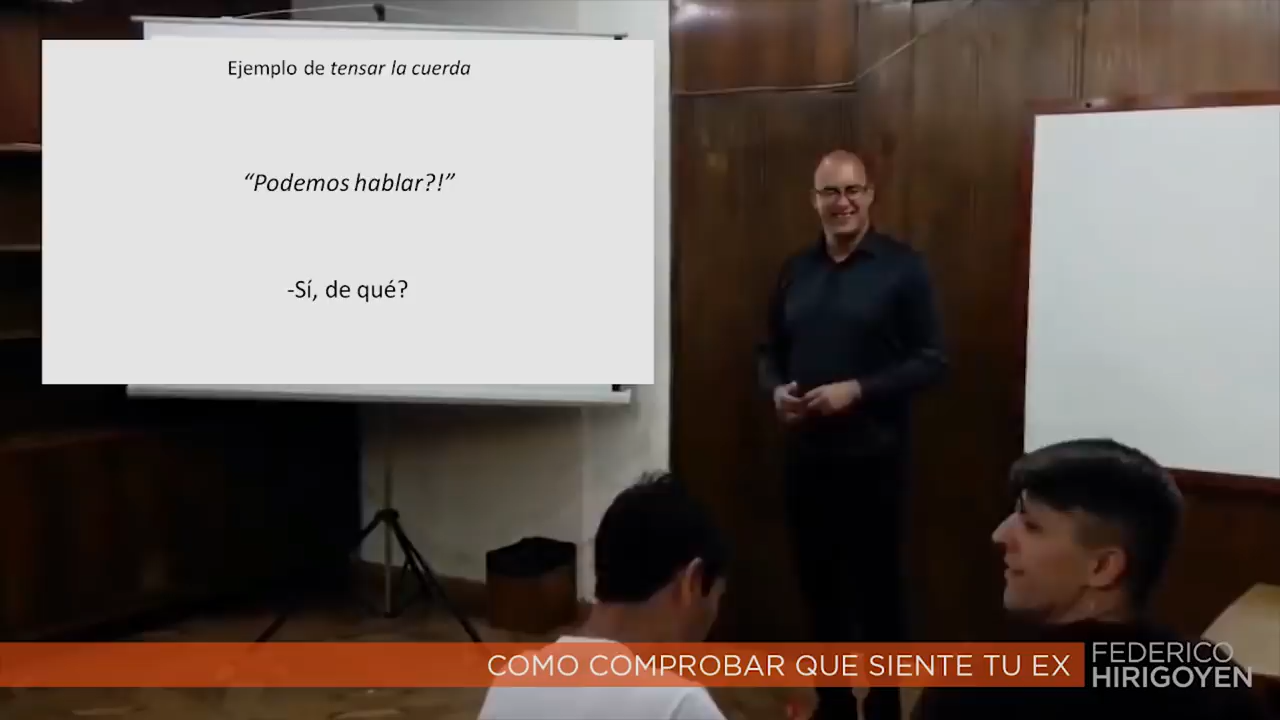 Ejemplo de tensar la cuerda
“Podemos hablar?!”
-Sí, de qué?
COMO COMPROBAR QUE SIENTE TU EX
FEDERICO
HIRIGOYEN